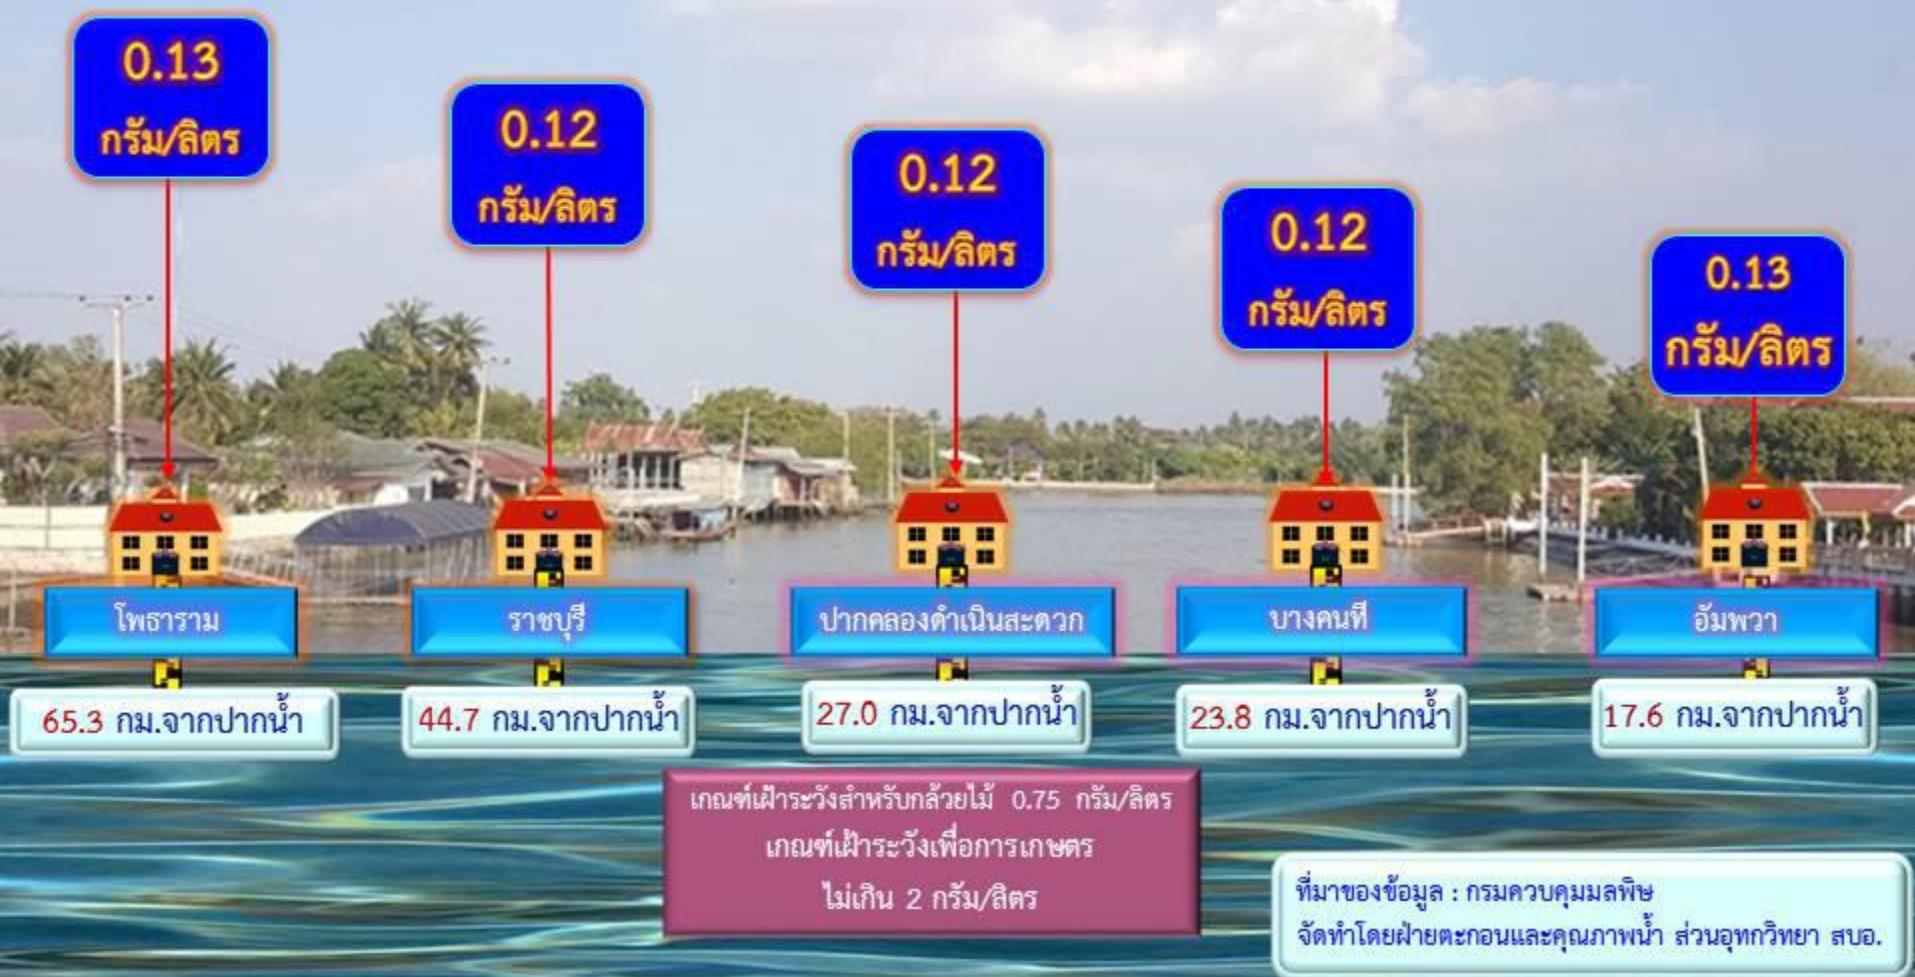 0.13
กรัม/ลิตร
0.12
กรัม/ลิตร
0.12
กรัม/ลิตร
0.12
กรัม/ลิตร
0.13
กรัม/ลิตร
โพธาราม
ราชบุรี
ปากคลองดำเนินสะดวก
บางคนที
อัมพวา
65.3 กม.จากปากน้ำ
44.7 กม.จากปากน้ำ
27.0 กม.จากปากน้ำ
23.8 กม.จากปากน้ำ
17.6 กม.จากปากน้ำ
เกณฑ์เฝ้าระวังสำหรับกล้วยไม้ 0.75 กรัม/ลิตร
เกณฑ์เฝ้าระวังเพื่อการเกษตร
ไม่เกิน 2 กรัม/ลิตร
ที่มาของข้อมูล : กรมควบคุมมลพิษ
จัดทำโดยฝ่ายตะกอนและคุณภาพน้ำ ส่วนอุทกวิทยา สบอ.